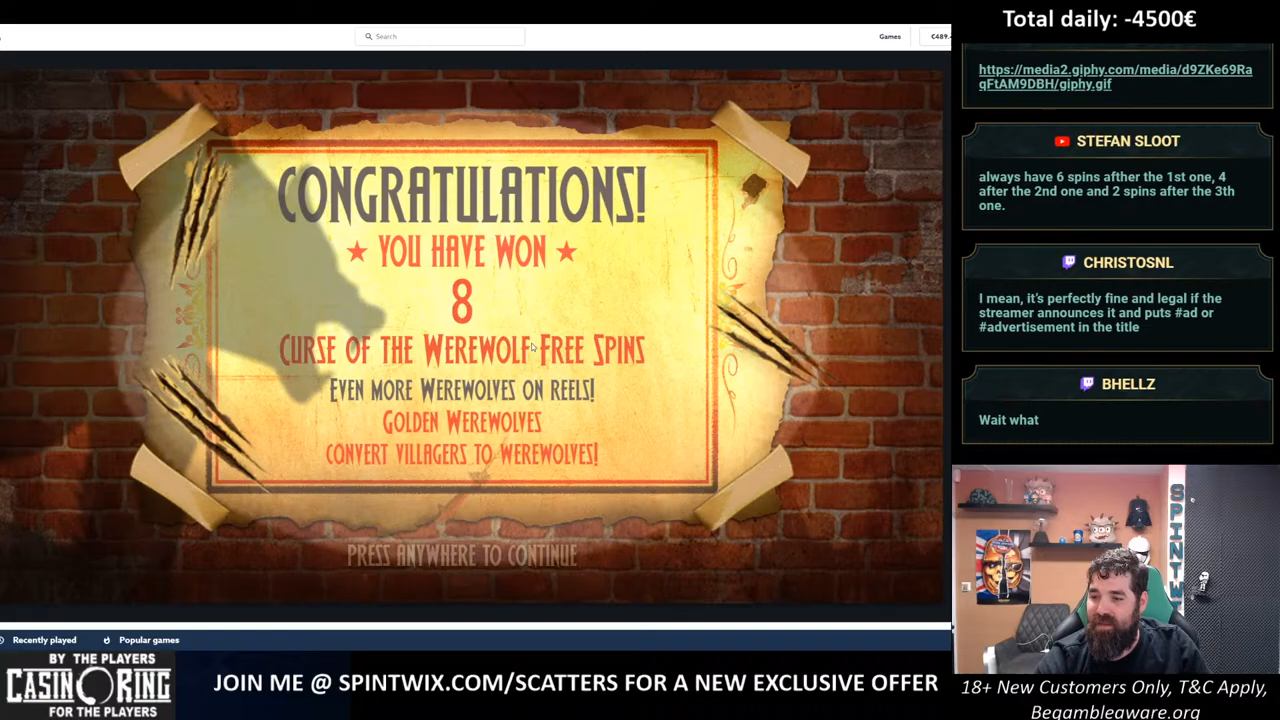 Total daily: -4500€
Search
Games
€489.
https://media2.giphy.com/media/d9ZKe69Ra
qFtAM9DBH/giphy.gif
STEFAN SLOOT
always have 6 spins afther the 1st one, 4
after the 2nd one and 2 spins after the 3th
one.
CHRISTOSNL
I mean, it's perfectly fine and legal if the
streamer announces it and puts #ad or
#advertisement in the title
BHELLZ
Wait what
CONGRATULATIONS!
YOU HAVE WON
8
CURSE OF THE WEREWOLF FREE SPINS
EVEN MORE WEREWOLVES ON REELS!
GOLDEN WEREWOLVES
CONVERT VILLAGERS TO WEREWOLVES!
PRESS ANYWHERE TO CONTINUE
Recently played
Popular games
BY THE PLAYERS
CASINORING
FOR THE PLAYERS
JOIN ME @ SPINTWIX.COM/SCATTERS FOR A NEW EXCLUSIVE OFFER
SPINTW
18+ New Customers Only, T&C Apply,
Begambleaware.org